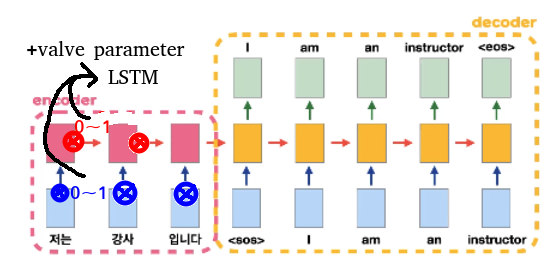 decoder
+valve parameter
LSTM
I am an instructor <eos>
encoder
0~1
0~1
저는 강사 입니다 <sos> I am an instructor